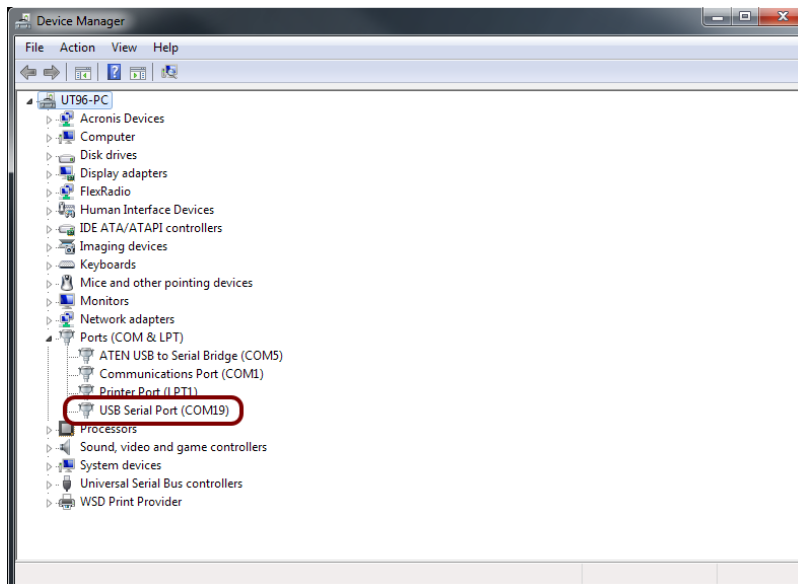 Device Manager
File Action View Help
UT96-PC
Acronis Devices
Computer
Disk drives
Display adapters
FlexRadio
Human Interface Devices
IDE ATA/ATAPI controllers
Imaging devices
Keyboards
Mice and other pointing devices
Monitors
Network adapters
Ports (COM & LPT)
ATEN USB to Serial Bridge (COM5)
Communications Port (COM1)
Printer Port (LPT1)
USB Serial Port (COM19)
Processors
Sound, video and game controllers
System devices
Universal Serial Bus controllers
WSD Print Provider